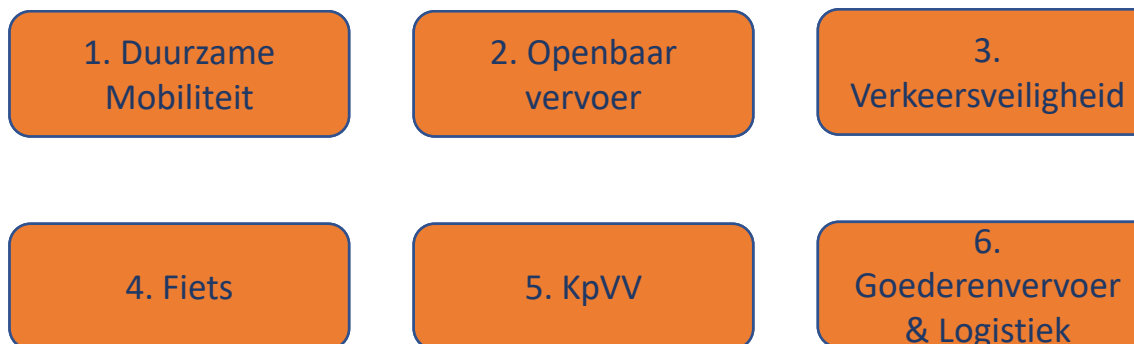 1. Duurzame
Mobiliteit
2. Openbaar
vervoer
3.
Verkeersveiligheid
4. Fiets
5. KpVV
6.
Goederenvervoer
& Logistiek